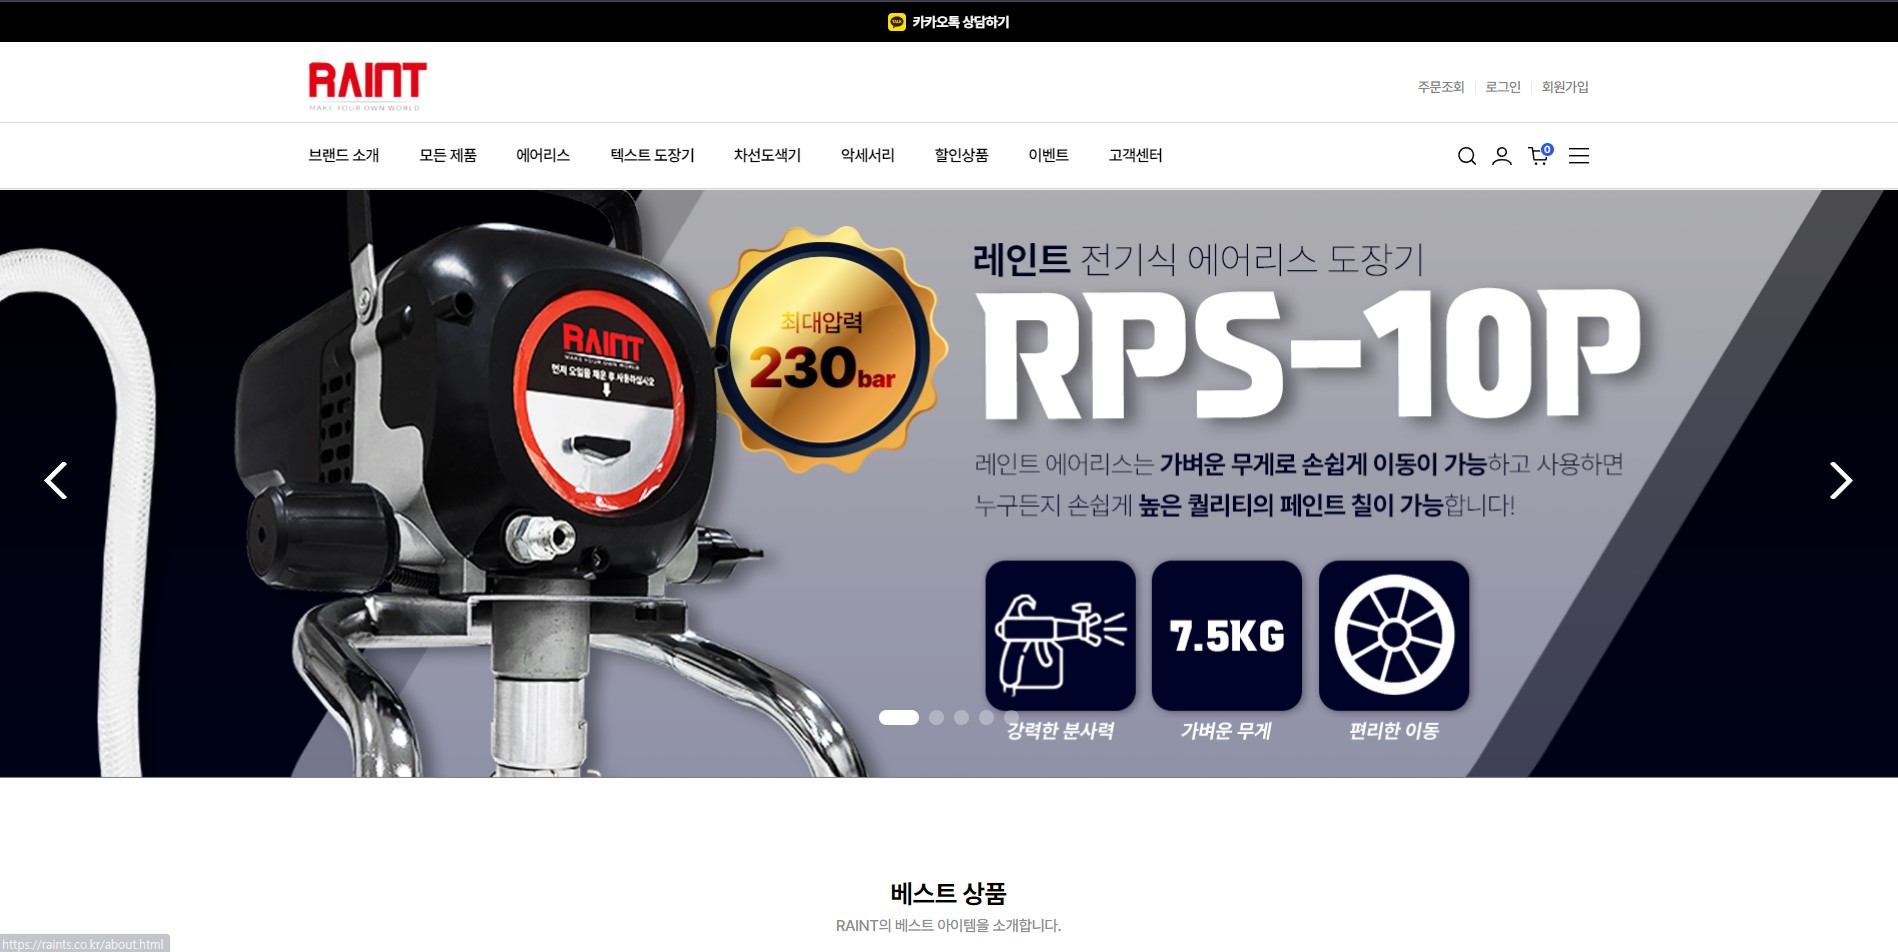 카카오톡 상담하기
RAINT
MAKE YOUR OWN WORLD
주문조회 로그인 회원가입
브랜드 소개 모든 제품 에어리스 텍스트 도장기 차선도색기 악세서리 할인상품 이벤트 고객센터
0
레인트 전기식 에어리스 도장기
RPS-10P
최대압력
230bar
RAINT
MAKE YOUR OWN WORLD
먼저 오일을 채운 후 사용하십시오
레인트 에어리스는 가벼운 무게로 손쉽게 이동이 가능하고 사용하면
누구든지 손쉽게 높은 퀄리티의 페인트 칠이 가능합니다!
7.5KG
강력한 분사력 가벼운 무게 편리한 이동
베스트 상품
RAINT의 베스트 아이템을 소개합니다.
https://raints.co.kr/about.html